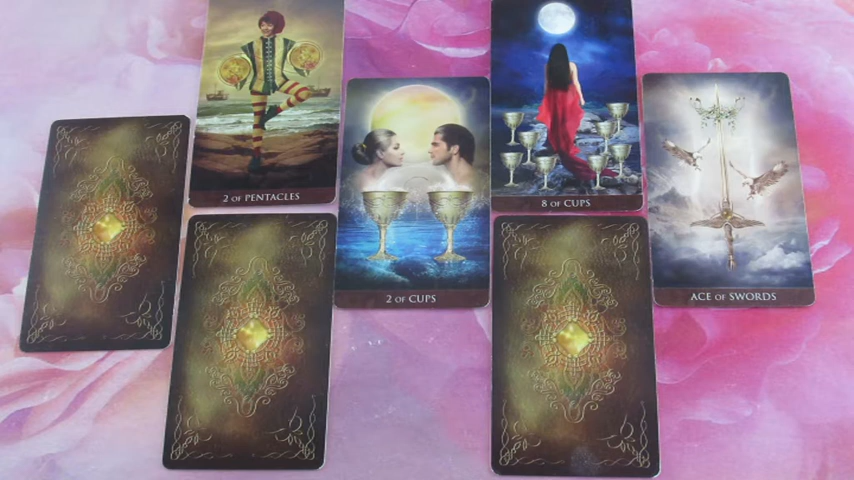 2 OF PENTACLES
8 OF CUPS
2 OF CUPS
ACE OF SWORDS